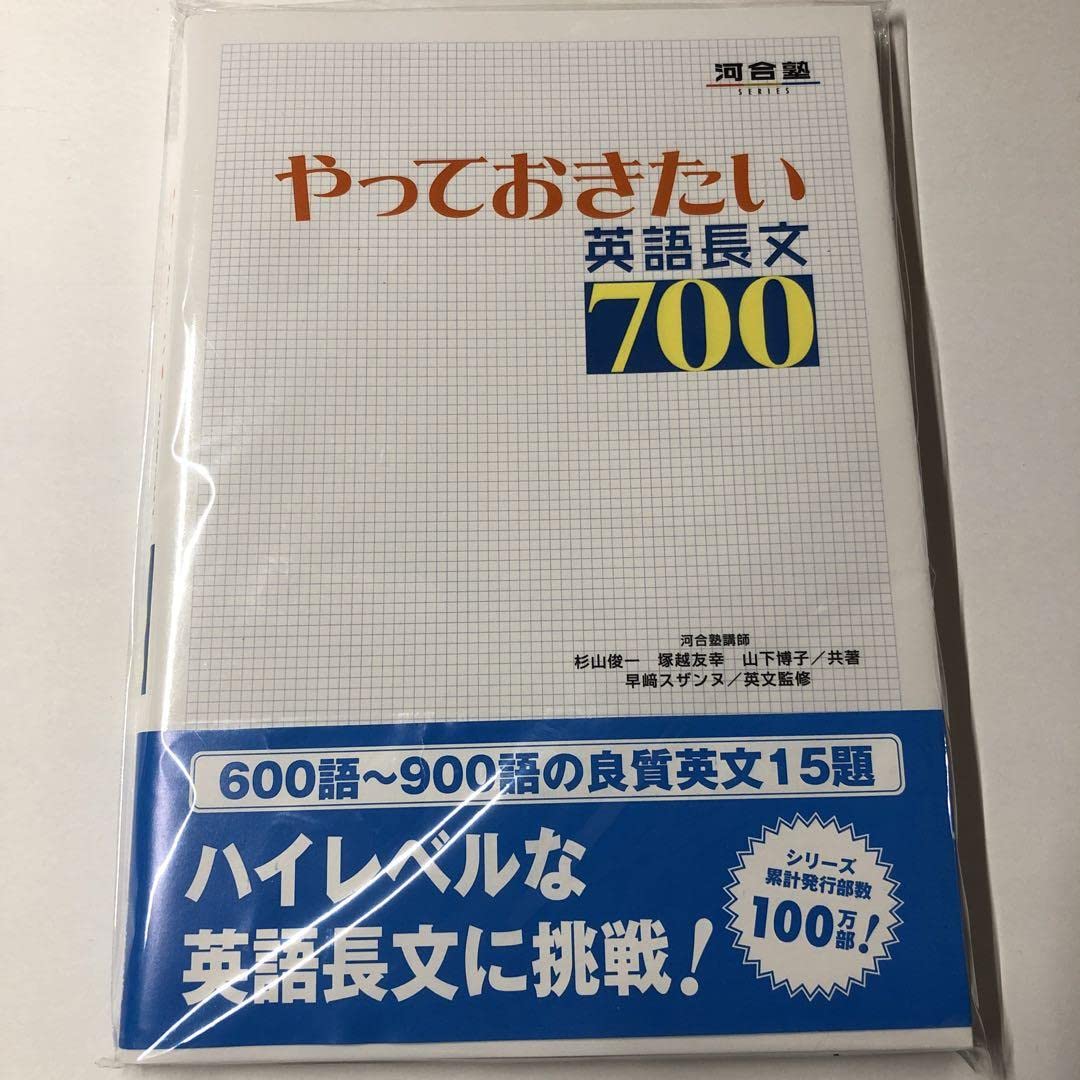 河合塾
SERIES
やっておきたい
英語長文
700
河合塾講師
杉山俊一 塚越友幸 山下博子／共著
早﨑スザンヌ／英文監修
600語～900語の良質英文15題
ハイレベルな
英語長文に挑戦！
シリーズ
累計発行部数
100万部！